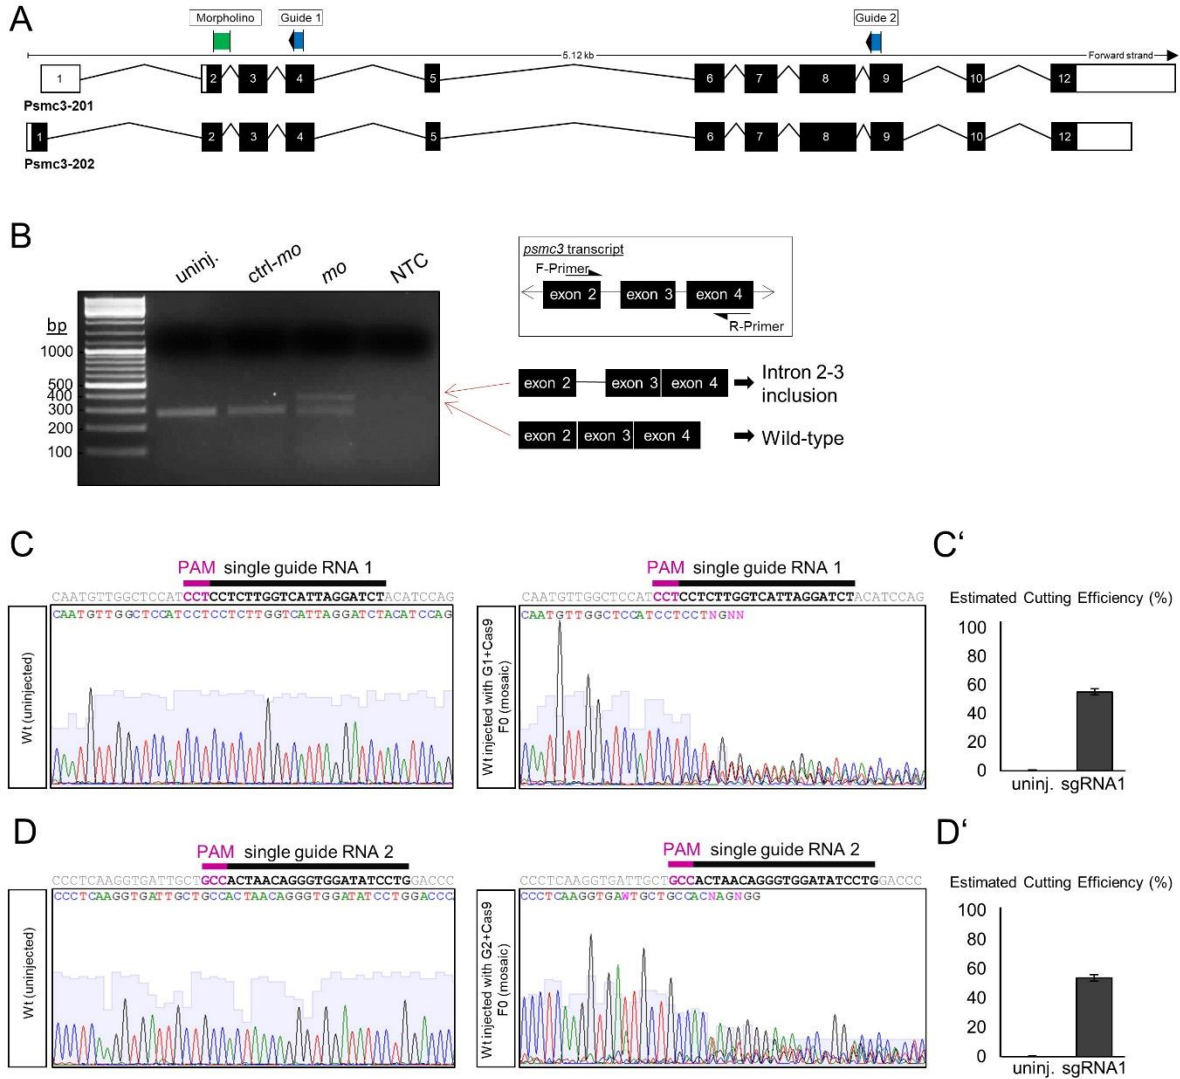 A
Morpholino
Guide 1
Guide 2
5.12 kb
Forward strand
1 2 3 4 5 6 7 8 9 10 12
Psmc3-201
1 2 3 4 5 6 7 8 9 10 12
Psmc3-202
B
uninj. ctrl-mo mo NTC
bp
1000
500
400
300
200
100
psmc3 transcript
F-Primer
exon 2 exon 3 exon 4
R-Primer
exon 2 exon 3 exon 4
Intron 2-3
inclusion
exon 2 exon 3 exon 4
Wild-type
C
PAM single guide RNA 1
CAATGTTGGCTCCATCCTCCTCTTGGTCATTAGGATCTACATCCAG
CAATGTTGGCTCCATCCTCCTCTTGGTCATTAGGATCTACATCCAG
Wt (uninjected)
PAM single guide RNA 1
CAATGTTGGCTCCATCCTCCTCTTGGTCATTAGGATCTACATCCAG
CAATGTTGGCTCCATCCTCCTNGNN
Wt injected with G1+Cas9
F0 (mosaic)
C'
Estimated Cutting Efficiency (%)
100
80
60
40
20
0
uninj. sgRNA1
D
PAM single guide RNA 2
CCCTCAAGGTGATTGCTGCCACTAACAGGGTGGATATCCTGGACCC
CCCTCAAGGTGATTGCTGCCACTAACAGGGTGGATATCCTGGACCC
Wt (uninjected)
PAM single guide RNA 2
CCCTCAAGGTGATTGCTGCCACTAACAGGGTGGATATCCTGGACCC
CCCTCAAGGTGAWTGCTGCCACNAGNGG
Wt injected with G2+Cas9
F0 (mosaic)
D'
Estimated Cutting Efficiency (%)
100
80
60
40
20
0
uninj. sgRNA1